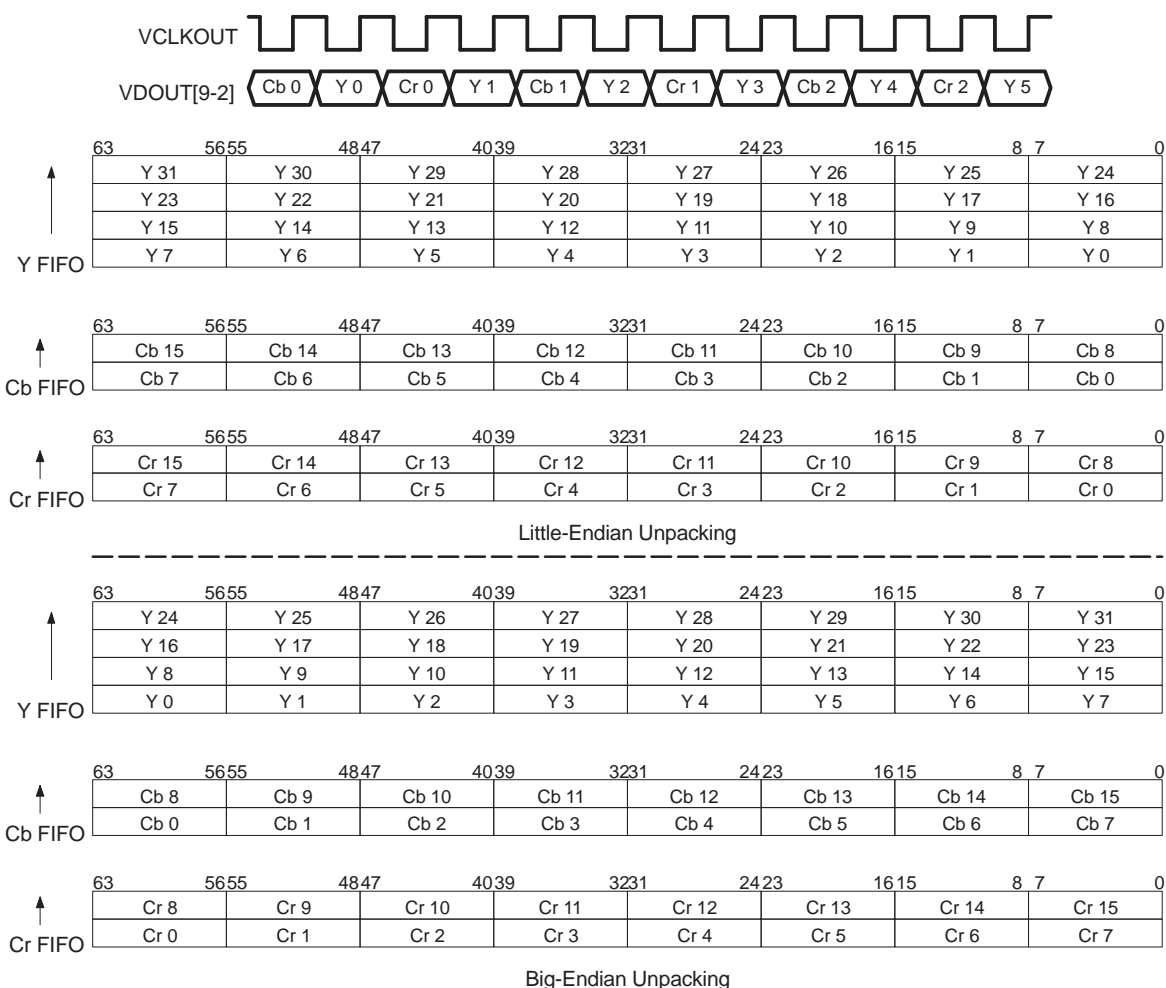 VCLKOUT
VDOUT[9-2] Cb 0 Y 0 Cr 0 Y 1 Cb 1 Y 2 Cr 1 Y 3 Cb 2 Y 4 Cr 2 Y 5
63 5655 4847 4039 3231 2423 1615 8 7 0
Y 31 Y 30 Y 29 Y 28 Y 27 Y 26 Y 25 Y 24
Y 23 Y 22 Y 21 Y 20 Y 19 Y 18 Y 17 Y 16
Y 15 Y 14 Y 13 Y 12 Y 11 Y 10 Y 9 Y 8
Y FIFO Y 7 Y 6 Y 5 Y 4 Y 3 Y 2 Y 1 Y 0
63 5655 4847 4039 3231 2423 1615 8 7 0
Cb 15 Cb 14 Cb 13 Cb 12 Cb 11 Cb 10 Cb 9 Cb 8
Cb FIFO Cb 7 Cb 6 Cb 5 Cb 4 Cb 3 Cb 2 Cb 1 Cb 0
63 5655 4847 4039 3231 2423 1615 8 7 0
Cr 15 Cr 14 Cr 13 Cr 12 Cr 11 Cr 10 Cr 9 Cr 8
Cr FIFO Cr 7 Cr 6 Cr 5 Cr 4 Cr 3 Cr 2 Cr 1 Cr 0
Little-Endian Unpacking
63 5655 4847 4039 3231 2423 1615 8 7 0
Y 24 Y 25 Y 26 Y 27 Y 28 Y 29 Y 30 Y 31
Y 16 Y 17 Y 18 Y 19 Y 20 Y 21 Y 22 Y 23
Y 8 Y 9 Y 10 Y 11 Y 12 Y 13 Y 14 Y 15
Y FIFO Y 0 Y 1 Y 2 Y 3 Y 4 Y 5 Y 6 Y 7
63 5655 4847 4039 3231 2423 1615 8 7 0
Cb 8 Cb 9 Cb 10 Cb 11 Cb 12 Cb 13 Cb 14 Cb 15
Cb FIFO Cb 0 Cb 1 Cb 2 Cb 3 Cb 4 Cb 5 Cb 6 Cb 7
63 5655 4847 4039 3231 2423 1615 8 7 0
Cr 8 Cr 9 Cr 10 Cr 11 Cr 12 Cr 13 Cr 14 Cr 15
Cr FIFO Cr 0 Cr 1 Cr 2 Cr 3 Cr 4 Cr 5 Cr 6 Cr 7
Big-Endian Unpacking